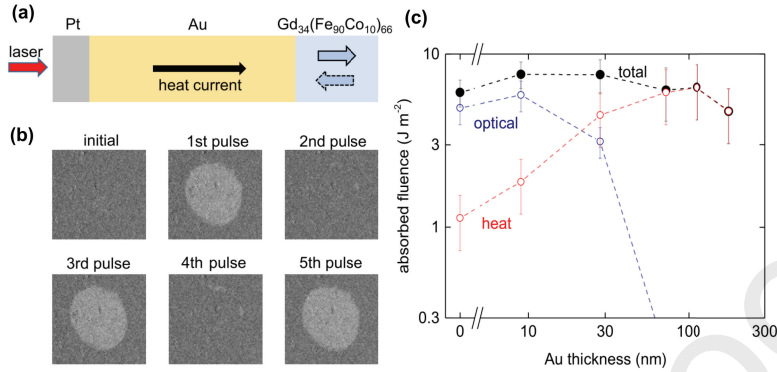 (a)
Pt Au Gd34(Fe90Co10)66
laser
heat current
(b)
initial 1st pulse 2nd pulse
3rd pulse 4th pulse 5th pulse
(c)
absorbed fluence (J m-2)
10
3
1
0.3
total
optical
heat
0 10 30 100 300
Au thickness (nm)